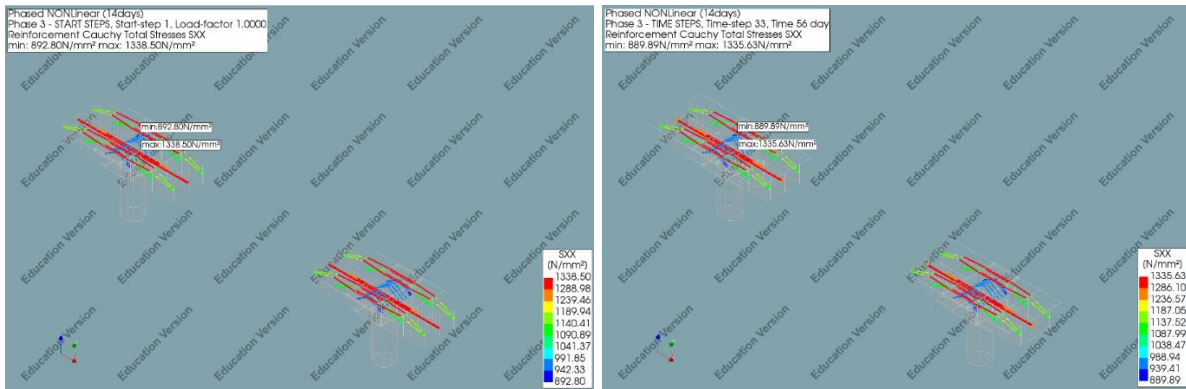 Phased NONLinear (14days)
Phase 3 - START STEPS, Start-step 1, Load-factor 1.0000
Reinforcement Cauchy Total Stresses SXX
min: 892.80N/mm² max: 1338.50N/mm²
min:892.80N/mm²
max:1338.50N/mm²
SXX
(N/mm²)
1338.50
1288.98
1239.46
1189.94
1140.41
1090.89
1041.37
991.85
942.33
892.80
Education Version
Phased NONLinear (14days)
Phase 3 - TIME STEPS, Time-step 33, Time 56 day
Reinforcement Cauchy Total Stresses SXX
min: 889.89N/mm² max: 1335.63N/mm²
min:889.89N/mm²
max:1335.63N/mm²
SXX
(N/mm²)
1335.63
1286.10
1236.57
1187.05
1137.52
1087.99
1038.47
988.94
939.41
889.89
Education Version